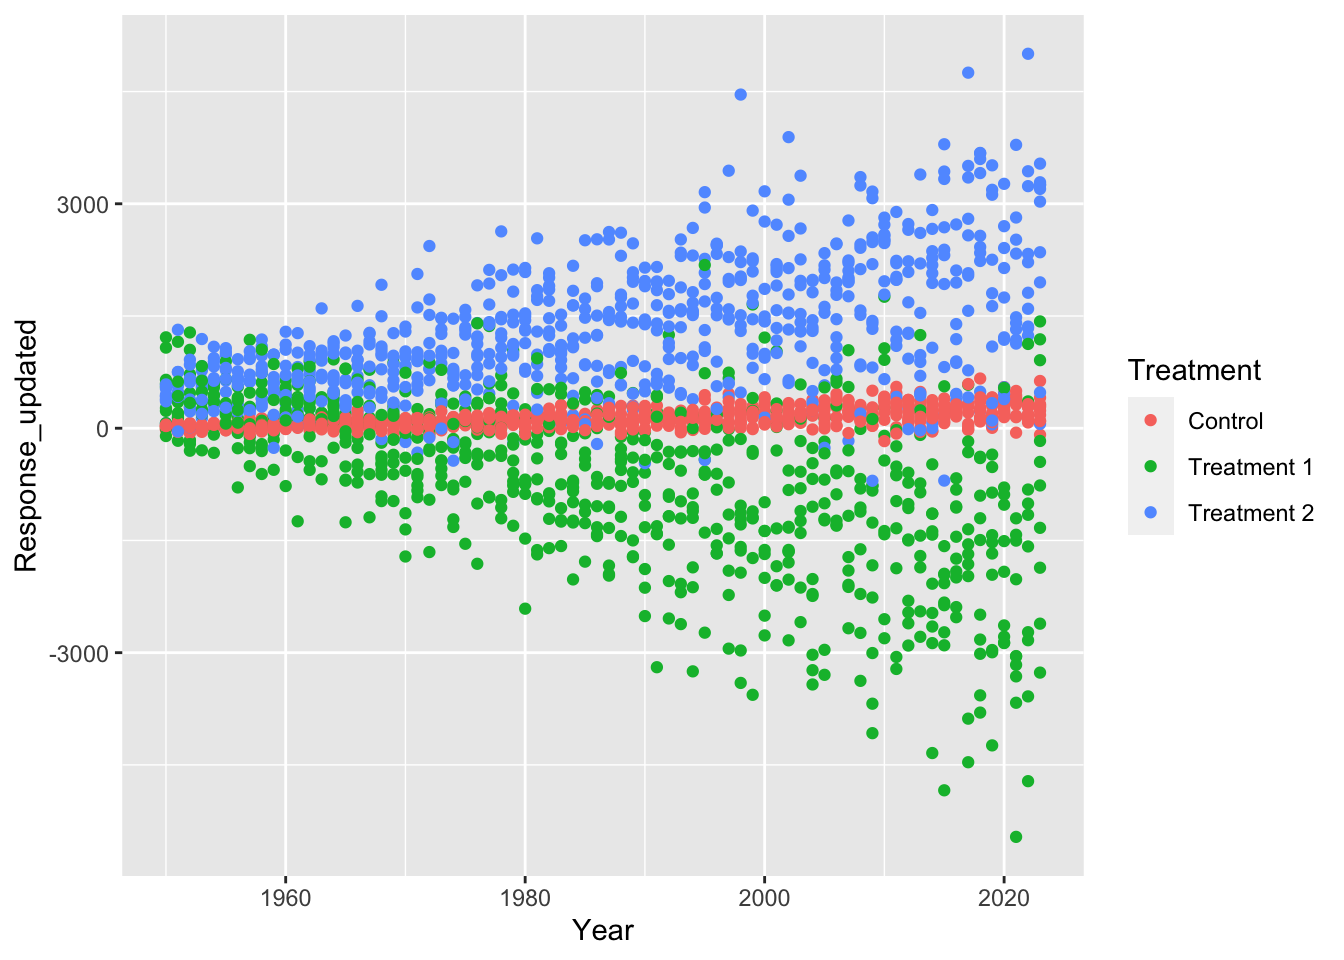 Response_updated
3000
0
-3000
1960
1980
2000
2020
Year
Treatment
Control
Treatment 1
Treatment 2